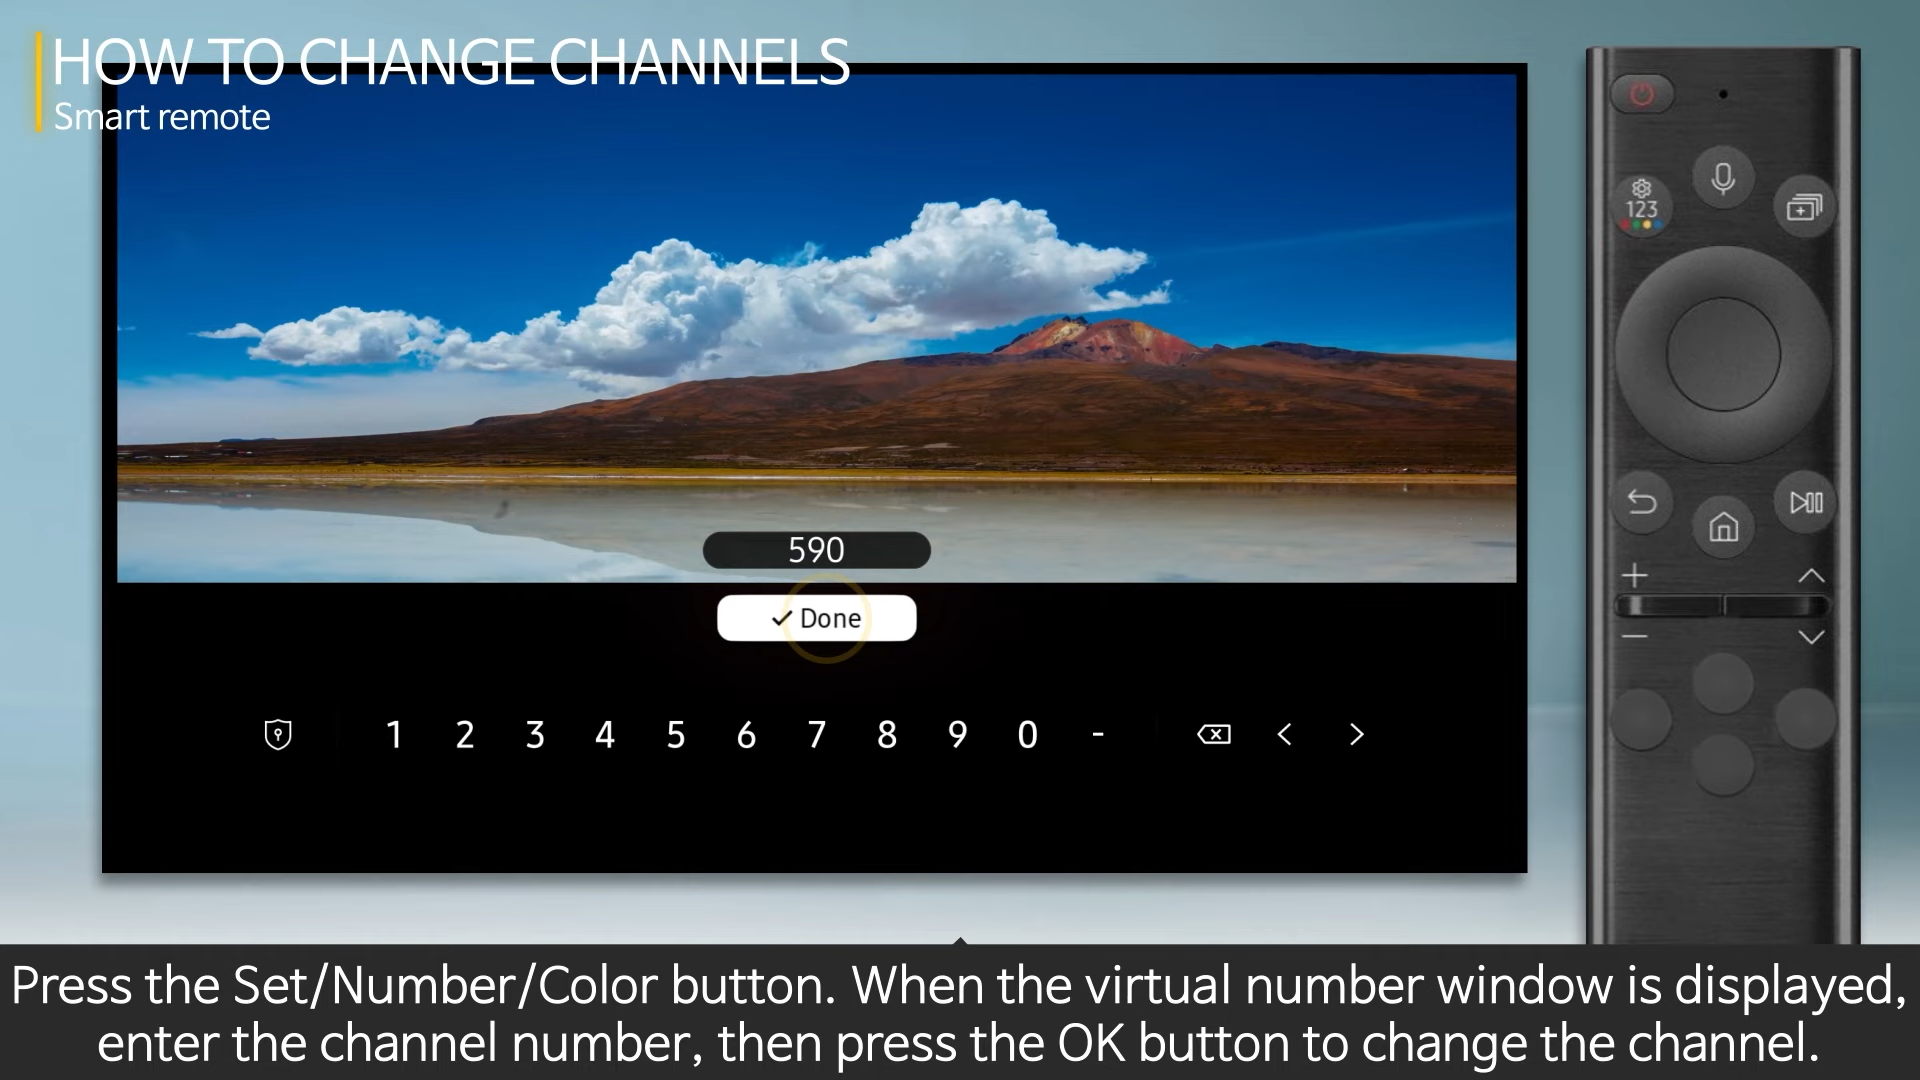 HOW TO CHANGE CHANNELS
Smart remote
123
590
✓ Done
1 2 3 4 5 6 7 8 9 0 -
Press the Set/Number/Color button. When the virtual number window is displayed,
enter the channel number, then press the OK button to change the channel.